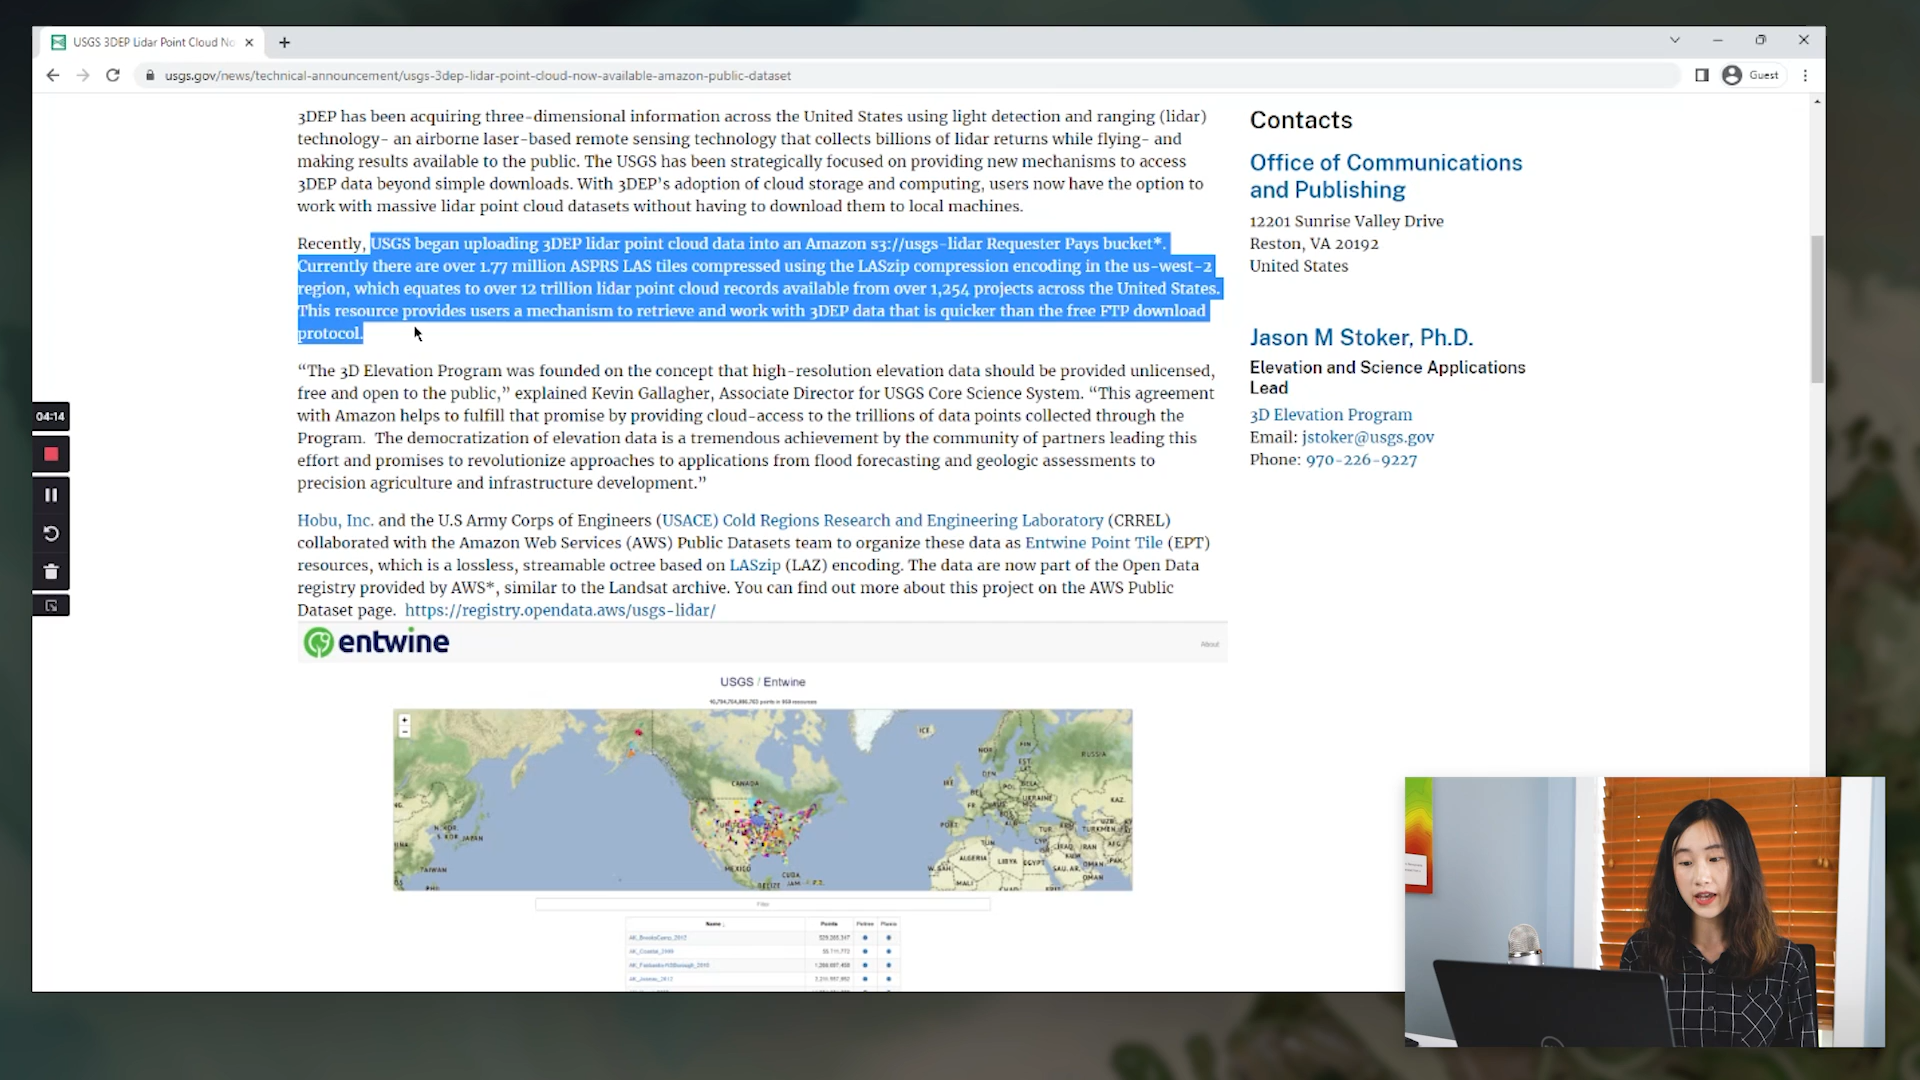 USGS 3DEP Lidar Point Cloud No
usgs.gov/news/technical-announcement/usgs-3dep-lidar-point-cloud-now-available-amazon-public-dataset
Guest
3DEP has been acquiring three-dimensional information across the United States using light detection and ranging (lidar)
technology- an airborne laser-based remote sensing technology that collects billions of lidar returns while flying- and
making results available to the public. The USGS has been strategically focused on providing new mechanisms to access
3DEP data beyond simple downloads. With 3DEP’s adoption of cloud storage and computing, users now have the option to
work with massive lidar point cloud datasets without having to download them to local machines.
Recently, USGS began uploading 3DEP lidar point cloud data into an Amazon s3://usgs-lidar Requester Pays bucket*.
Currently there are over 1.77 million ASPRS LAS tiles compressed using the LASzip compression encoding in the us-west-2
region, which equates to over 12 trillion lidar point cloud records available from over 1,254 projects across the United States.
This resource provides users a mechanism to retrieve and work with 3DEP data that is quicker than the free FTP download
protocol.
“The 3D Elevation Program was founded on the concept that high-resolution elevation data should be provided unlicensed,
free and open to the public,” explained Kevin Gallagher, Associate Director for USGS Core Science System. “This agreement
with Amazon helps to fulfill that promise by providing cloud-access to the trillions of data points collected through the
Program.  The democratization of elevation data is a tremendous achievement by the community of partners leading this
effort and promises to revolutionize approaches to applications from flood forecasting and geologic assessments to
precision agriculture and infrastructure development.”
Hobu, Inc. and the U.S Army Corps of Engineers (USACE) Cold Regions Research and Engineering Laboratory (CRREL)
collaborated with the Amazon Web Services (AWS) Public Datasets team to organize these data as Entwine Point Tile (EPT)
resources, which is a lossless, streamable octree based on LASzip (LAZ) encoding. The data are now part of the Open Data
registry provided by AWS*, similar to the Landsat archive. You can find out more about this project on the AWS Public
Dataset page.  https://registry.opendata.aws/usgs-lidar/
entwine
About
USGS / Entwine
+
-
CANADA
MEXICO
CUBA
BELIZE
ICE
RUSSIA
UKRAINE
ALGERIA
LIBYA
EGYPT
MALI
JAPAN
TAIWAN
Filter
Name
Points
Contacts
Office of Communications
and Publishing
12201 Sunrise Valley Drive
Reston, VA 20192
United States
Jason M Stoker, Ph.D.
Elevation and Science Applications
Lead
3D Elevation Program
Email: jstoker@usgs.gov
Phone: 970-226-9227
04:14